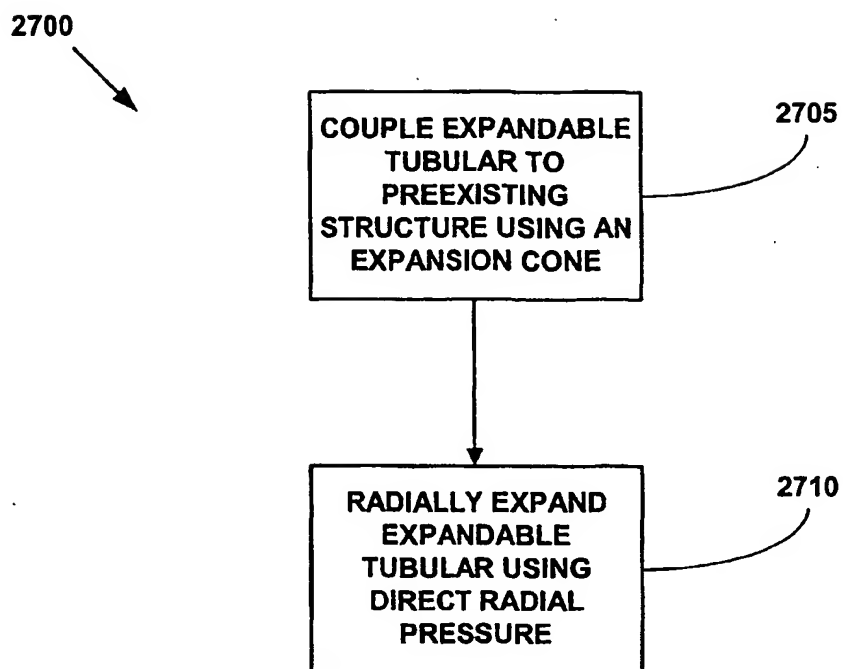 2700
COUPLE EXPANDABLE
TUBULAR TO
PREEXISTING
STRUCTURE USING AN
EXPANSION CONE
2705
RADIALLY EXPAND
EXPANDABLE
TUBULAR USING
DIRECT RADIAL
PRESSURE
2710